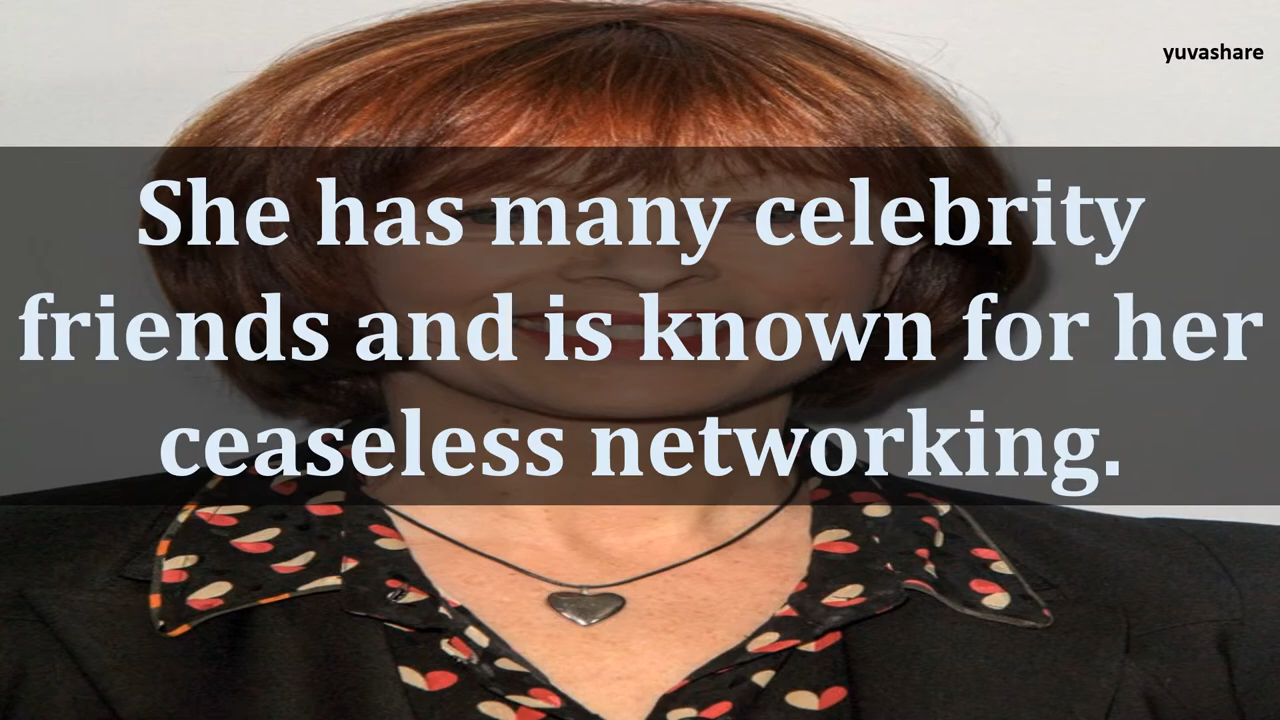 yuvashare
She has many celebrity
friends and is known for her
ceaseless networking.